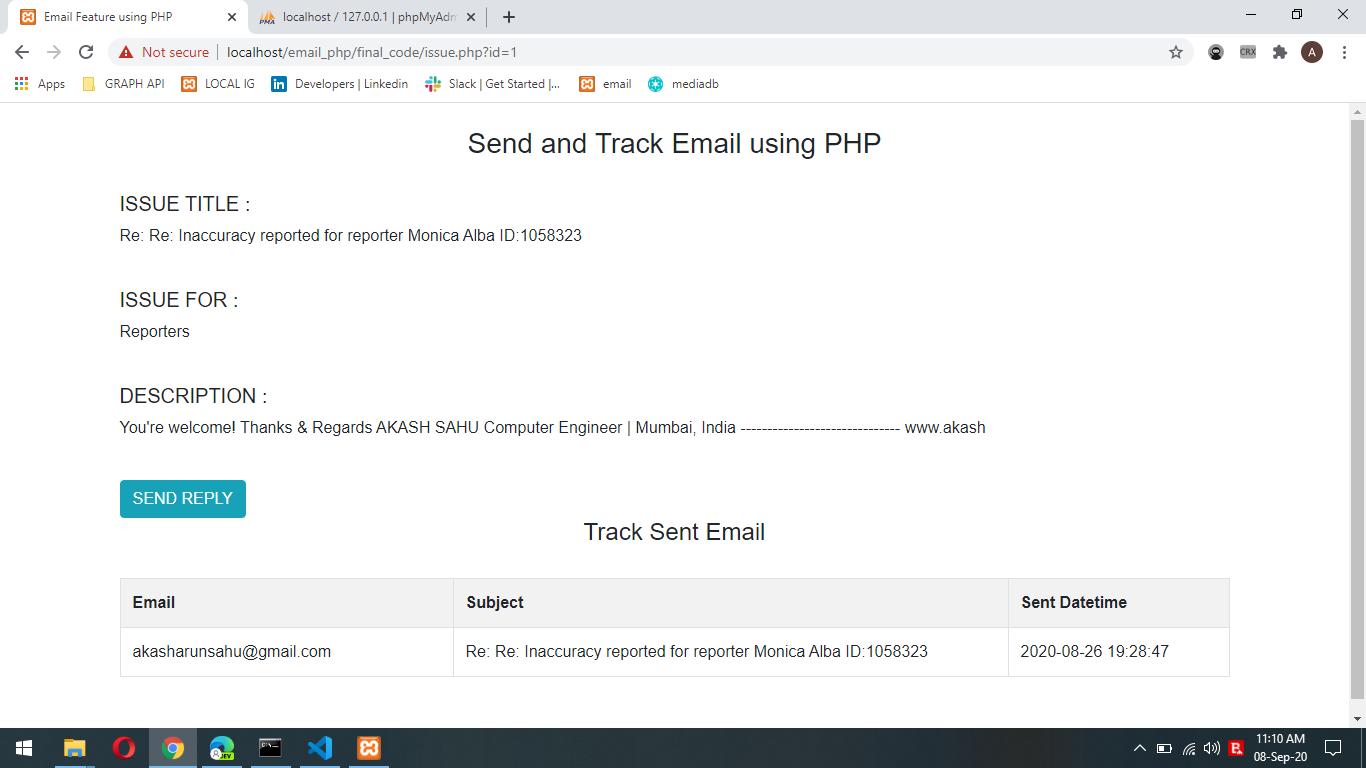 Email Feature using PHP
localhost / 127.0.0.1 | phpMyAdm
Not secure | localhost/email_php/final_code/issue.php?id=1
CRX
A
Apps GRAPH API LOCAL IG Developers | Linkedin Slack | Get Started |... email mediadb
Send and Track Email using PHP
ISSUE TITLE :
Re: Re: Inaccuracy reported for reporter Monica Alba ID:1058323
ISSUE FOR :
Reporters
DESCRIPTION :
You're welcome! Thanks & Regards AKASH SAHU Computer Engineer | Mumbai, India ------------------------------ www.akash
SEND REPLY
Track Sent Email
Email Subject Sent Datetime
akasharunsahu@gmail.com Re: Re: Inaccuracy reported for reporter Monica Alba ID:1058323 2020-08-26 19:28:47
11:10 AM
08-Sep-20